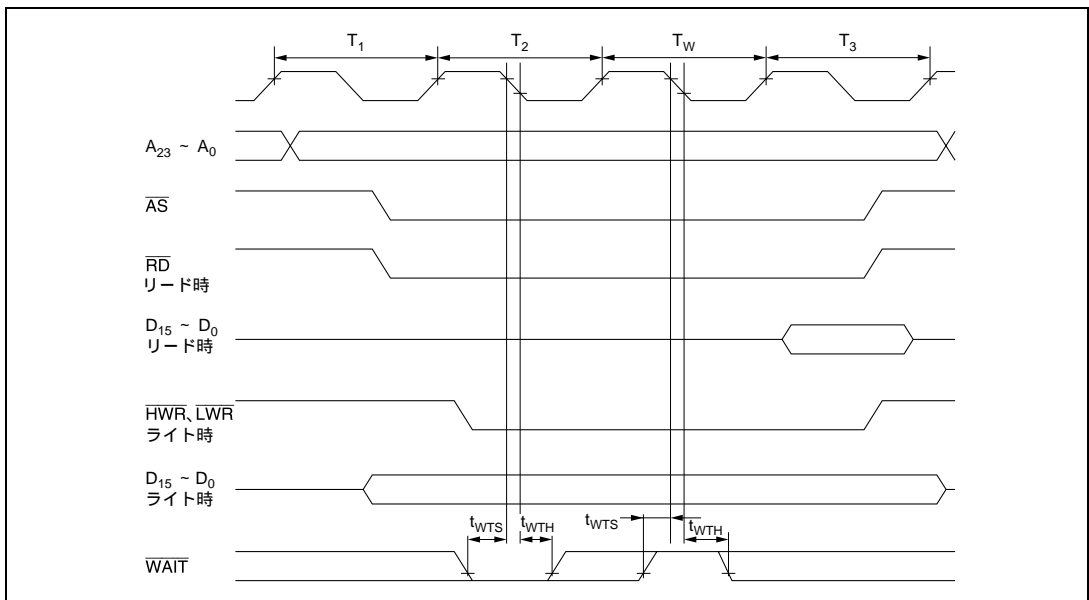 T1 T2 TW T3
A23 ~ A0
AS
RD
リード時
D15 ~ D0
リード時
HWR、LWR
ライト時
D15 ~ D0
ライト時
tWTS tWTH tWTS tWTH
WAIT